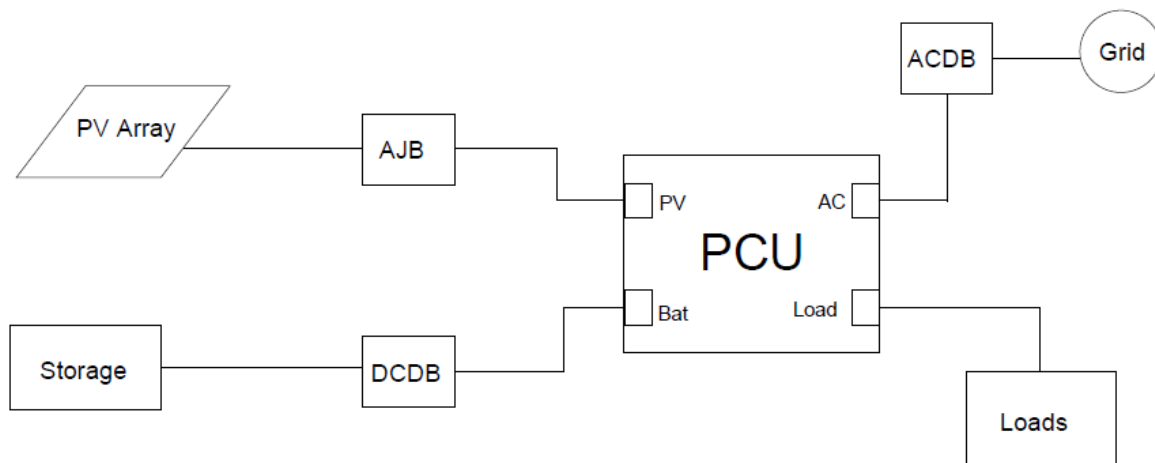 ACDB
Grid
PV Array
AJB
PV
AC
PCU
Bat
Load
Storage
DCDB
Loads